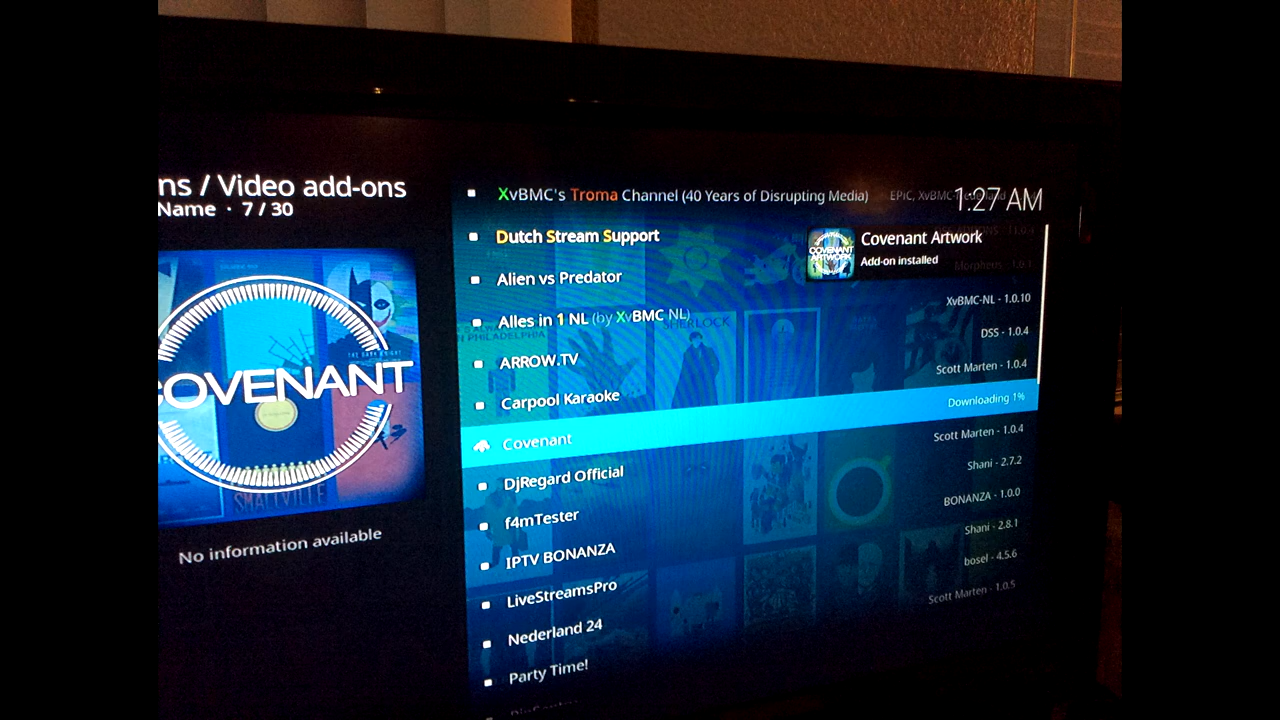 ns / Video add-ons
Name · 7 / 30
COVENANT
SMALLVILLE
No information available
1:27 AM
Covenant Artwork
Add-on installed
XvBMC's Troma Channel (40 Years of Disrupting Media)
EPiC, XvBMC-
Dutch Stream Support
Alien vs Predator
Morpheus - 1.0.1
Alles in 1 NL (by XvBMC NL)
XvBMC-NL - 1.0.10
ARROW.TV
DSS - 1.0.4
Carpool Karaoke
Scott Marten - 1.0.4
Covenant
Downloading 1%
DjRegard Official
Scott Marten - 1.0.4
f4mTester
Shani - 2.7.2
IPTV BONANZA
BONANZA - 1.0.0
LiveStreamsPro
Shani - 2.8.1
Nederland 24
bosel - 4.5.6
Party Time!
Scott Marten - 1.0.5
SHERLOCK
PHILADELPHIA